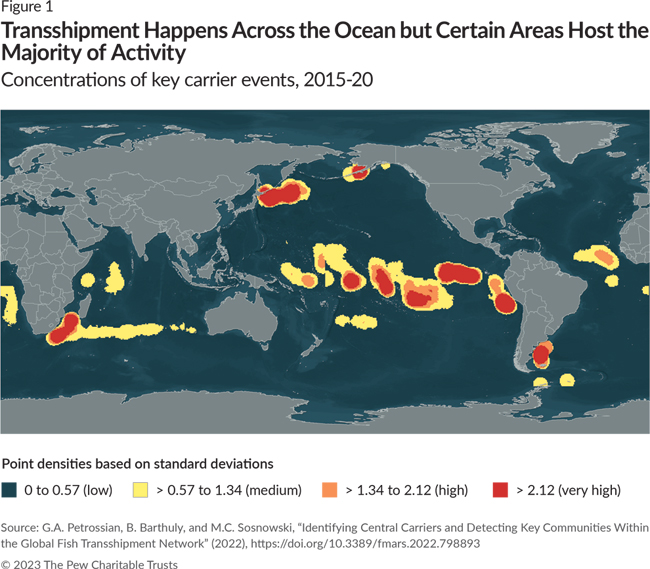 Figure 1
Transshipment Happens Across the Ocean but Certain Areas Host the
Majority of Activity
Concentrations of key carrier events, 2015-20
Point densities based on standard deviations
0 to 0.57 (low) > 0.57 to 1.34 (medium) > 1.34 to 2.12 (high) > 2.12 (very high)
Source: G.A. Petrossian, B. Barthuly, and M.C. Sosnowski, “Identifying Central Carriers and Detecting Key Communities Within
the Global Fish Transshipment Network” (2022), https://doi.org/10.3389/fmars.2022.798893
© 2023 The Pew Charitable Trusts